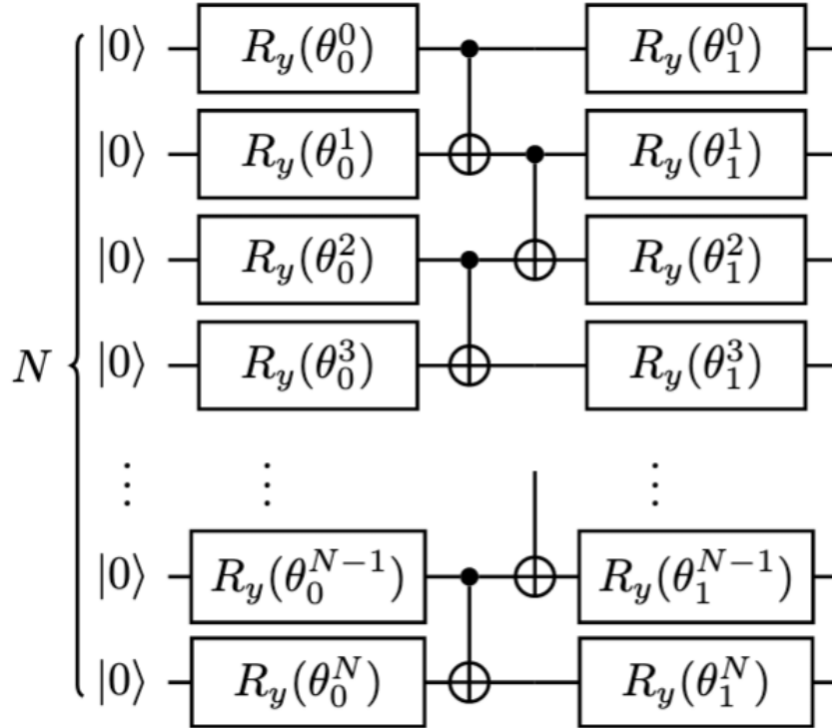 |0⟩ R_y(θ_0^0) R_y(θ_1^0)
|0⟩ R_y(θ_0^1) R_y(θ_1^1)
|0⟩ R_y(θ_0^2) R_y(θ_1^2)
N |0⟩ R_y(θ_0^3) R_y(θ_1^3)
⋮ ⋮ ⋮
|0⟩ R_y(θ_0^{N-1}) R_y(θ_1^{N-1})
|0⟩ R_y(θ_0^N) R_y(θ_1^N)